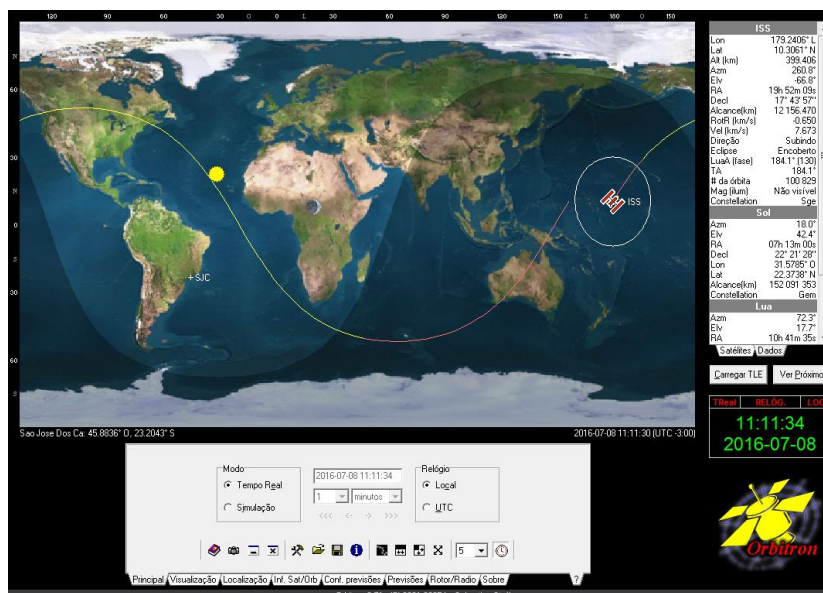 120 90 60 30 0 L 30 60 90 120 150 L 180 O 150
N
60
30
N
0
S
30
60
S
SJC
ISS
Sao Jose Dos Ca: 45.8836° O, 23.2043° S
2016-07-08 11:11:30 (UTC -3:00)
ISS
Lon 179.2406° L
Lat 10.3061° N
Alt (km) 399.406
Azm 260.8°
Elv -66.8°
RA 19h 52m 09s
Decl 17° 43' 57"
Alcance(km) 12 156.470
RotR (km/s) -0.650
Vel (km/s) 7.673
Direção Subindo
Eclipse Encoberto
LuaA (fase) 184.1° (130)
TA 184.1°
# da órbita 100 829
Mag (ilum) Não visível
Constellation Sge
Sol
Azm 18.0°
Elv 42.4°
RA 07h 13m 00s
Decl 22° 21' 28"
Lon 31.5785° O
Lat 22.3738° N
Alcance(km) 152 091 353
Constellation Gem
Lua
Azm 72.3°
Elv 17.7°
RA 10h 41m 35s
Satélites Dados
Carregar TLE Ver Próximo
TReal RELÓG. LOC
11:11:34
2016-07-08
Orbitron
Modo
Tempo Real
Simulação
2016-07-08 11:11:34
1 minutos
<<< <- -> >>>
Relógio
Local
UTC
5
Principal Visualização Localização Inf. Sat/Orb Conf. previsões Previsões Rotor/Radio Sobre ?